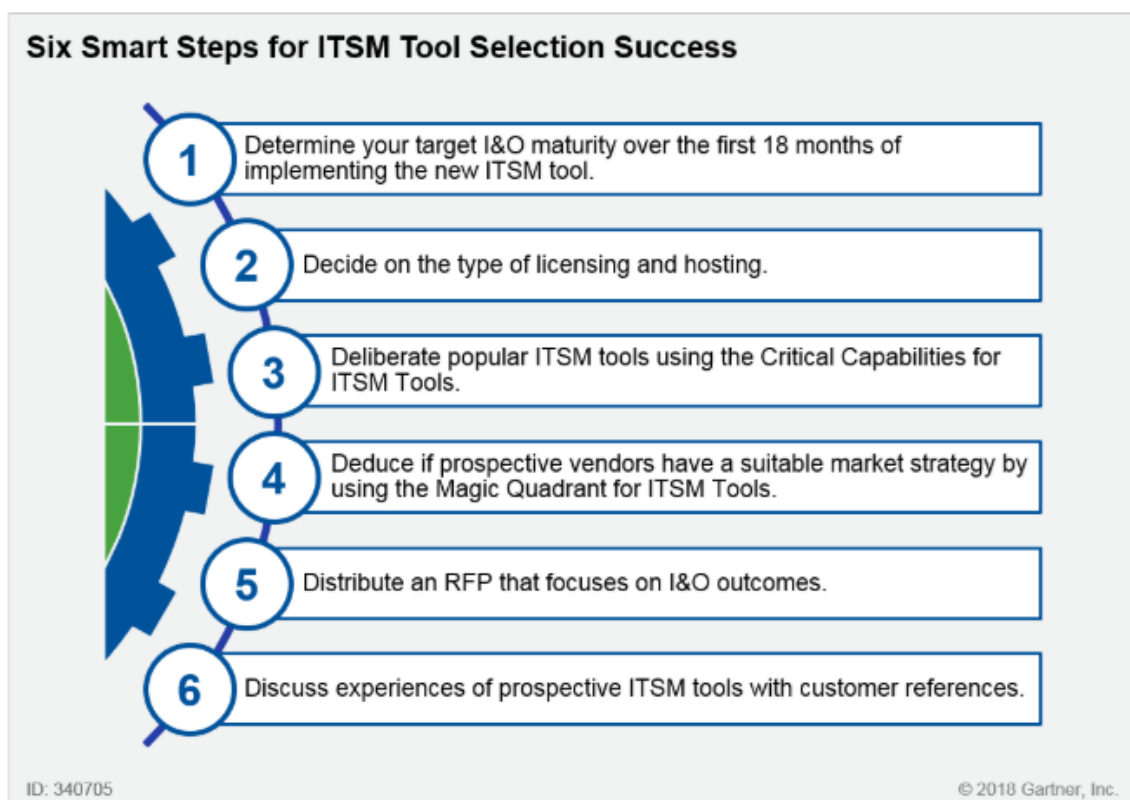 Six Smart Steps for ITSM Tool Selection Success
1
Determine your target I&O maturity over the first 18 months of
implementing the new ITSM tool.
2
Decide on the type of licensing and hosting.
3
Deliberate popular ITSM tools using the Critical Capabilities for
ITSM Tools.
4
Deduce if prospective vendors have a suitable market strategy by
using the Magic Quadrant for ITSM Tools.
5
Distribute an RFP that focuses on I&O outcomes.
6
Discuss experiences of prospective ITSM tools with customer references.
ID: 340705
© 2018 Gartner, Inc.